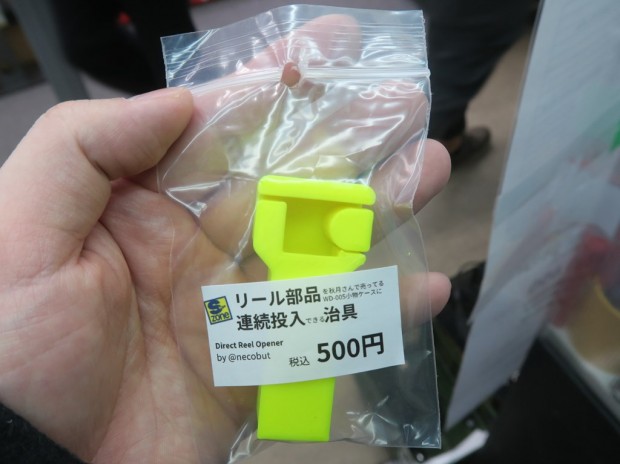 S-zone
リール部品を秋月さんで売ってるWD-005小物ケースに
連続投入できる治具
Direct Reel Opener
by @necobut
税込 500円